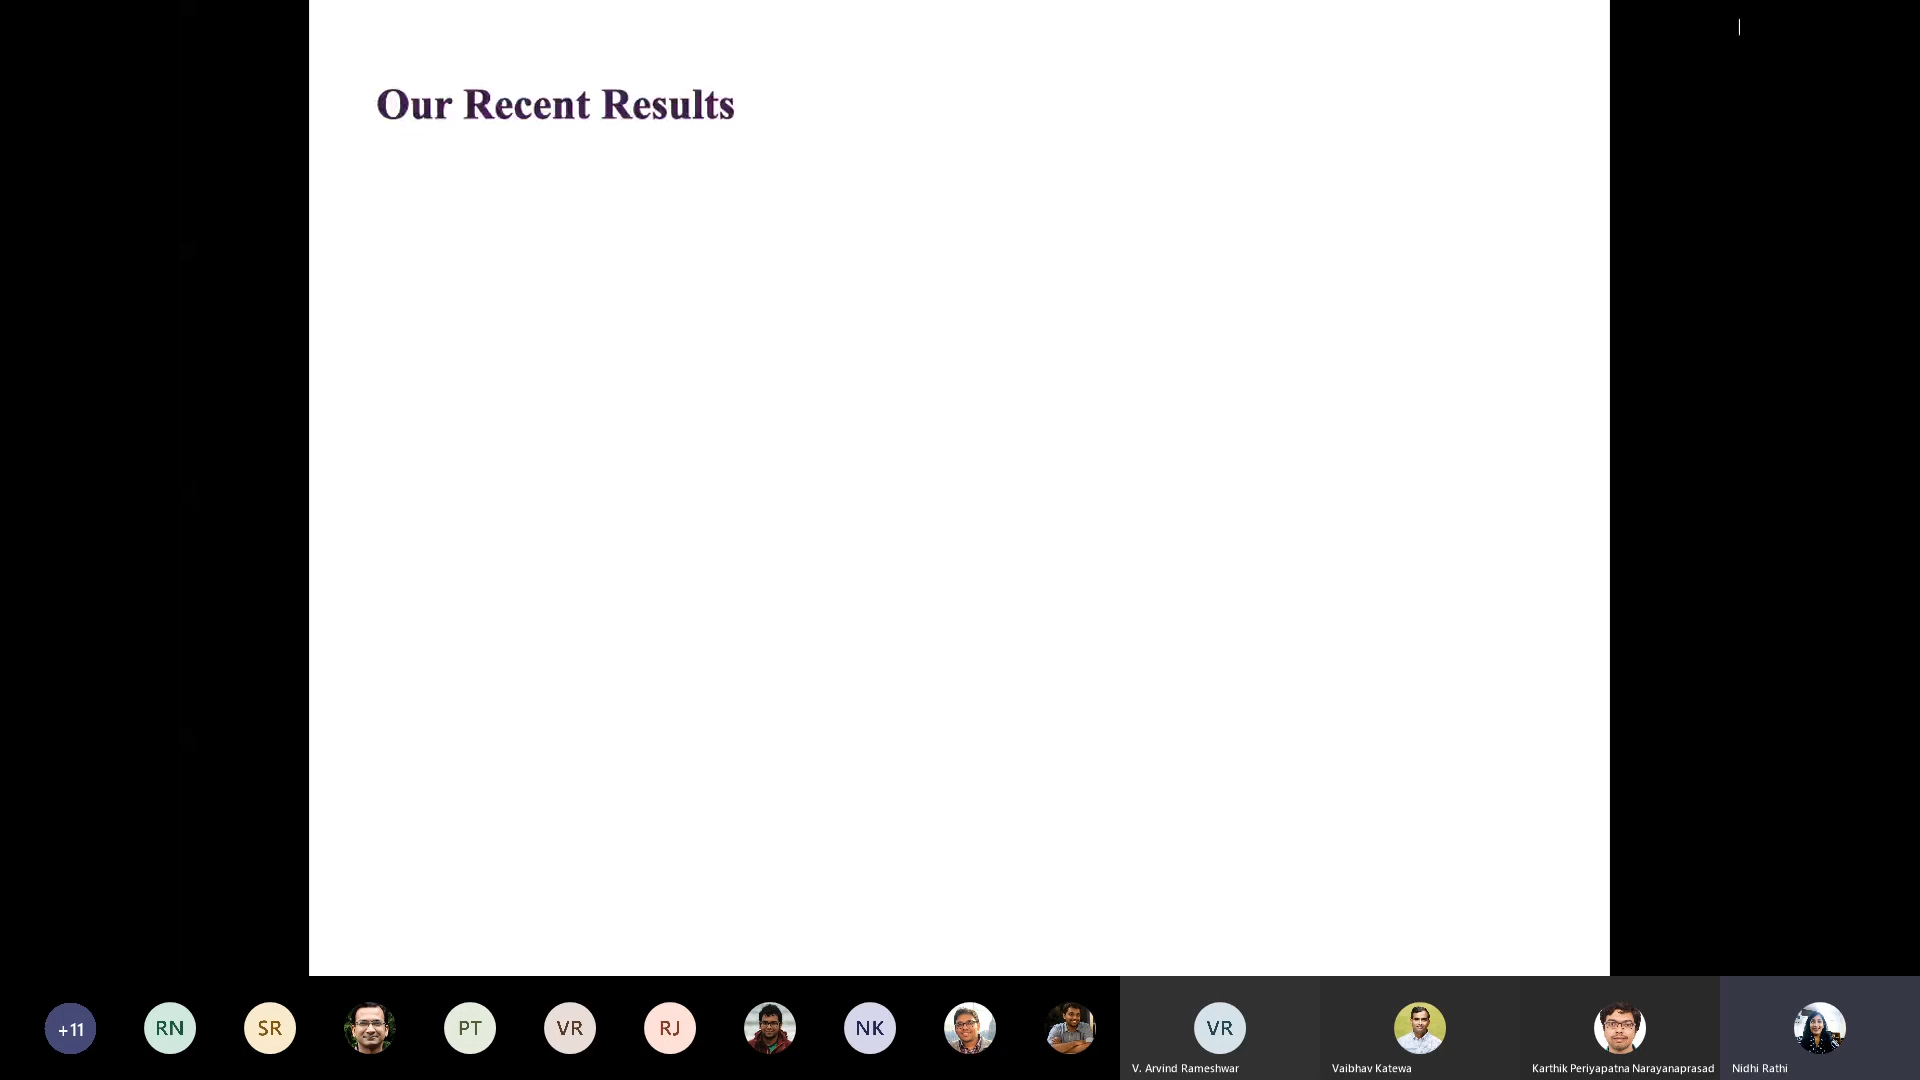 Our Recent Results
+11
RN
SR
PT
VR
RJ
NK
VR
V. Arvind Rameshwar
Vaibhav Katewa
Karthik Periyapatna Narayanaprasad
Nidhi Rathi